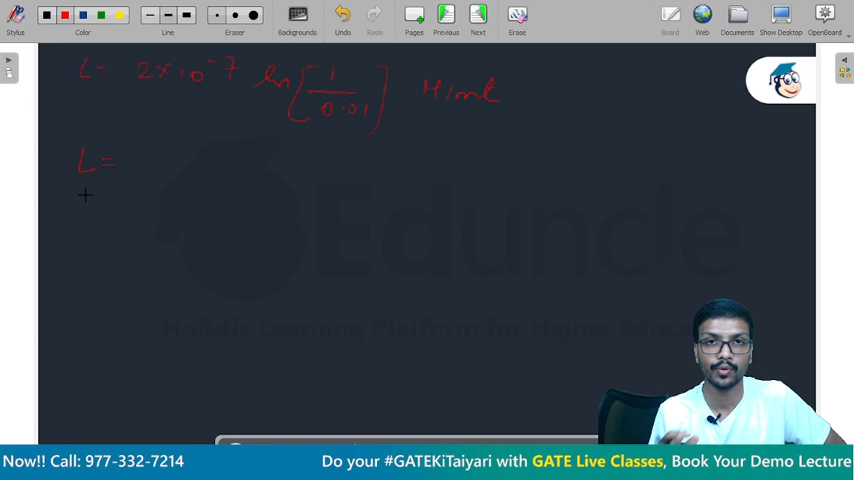 Stylus
Color
Line
Eraser
Backgrounds
Undo
Redo
Pages
Previous
Next
Erase
Board
Web
Documents
Show Desktop
OpenBoard
L = 2×10⁻⁷ ln [1/0.01] H/mt
L =
Eduncle
Holistic Learning Platform for Higher Educa
Now!! Call: 977-332-7214
Do your #GATEKiTaiyari with GATE Live Classes, Book Your Demo Lecture